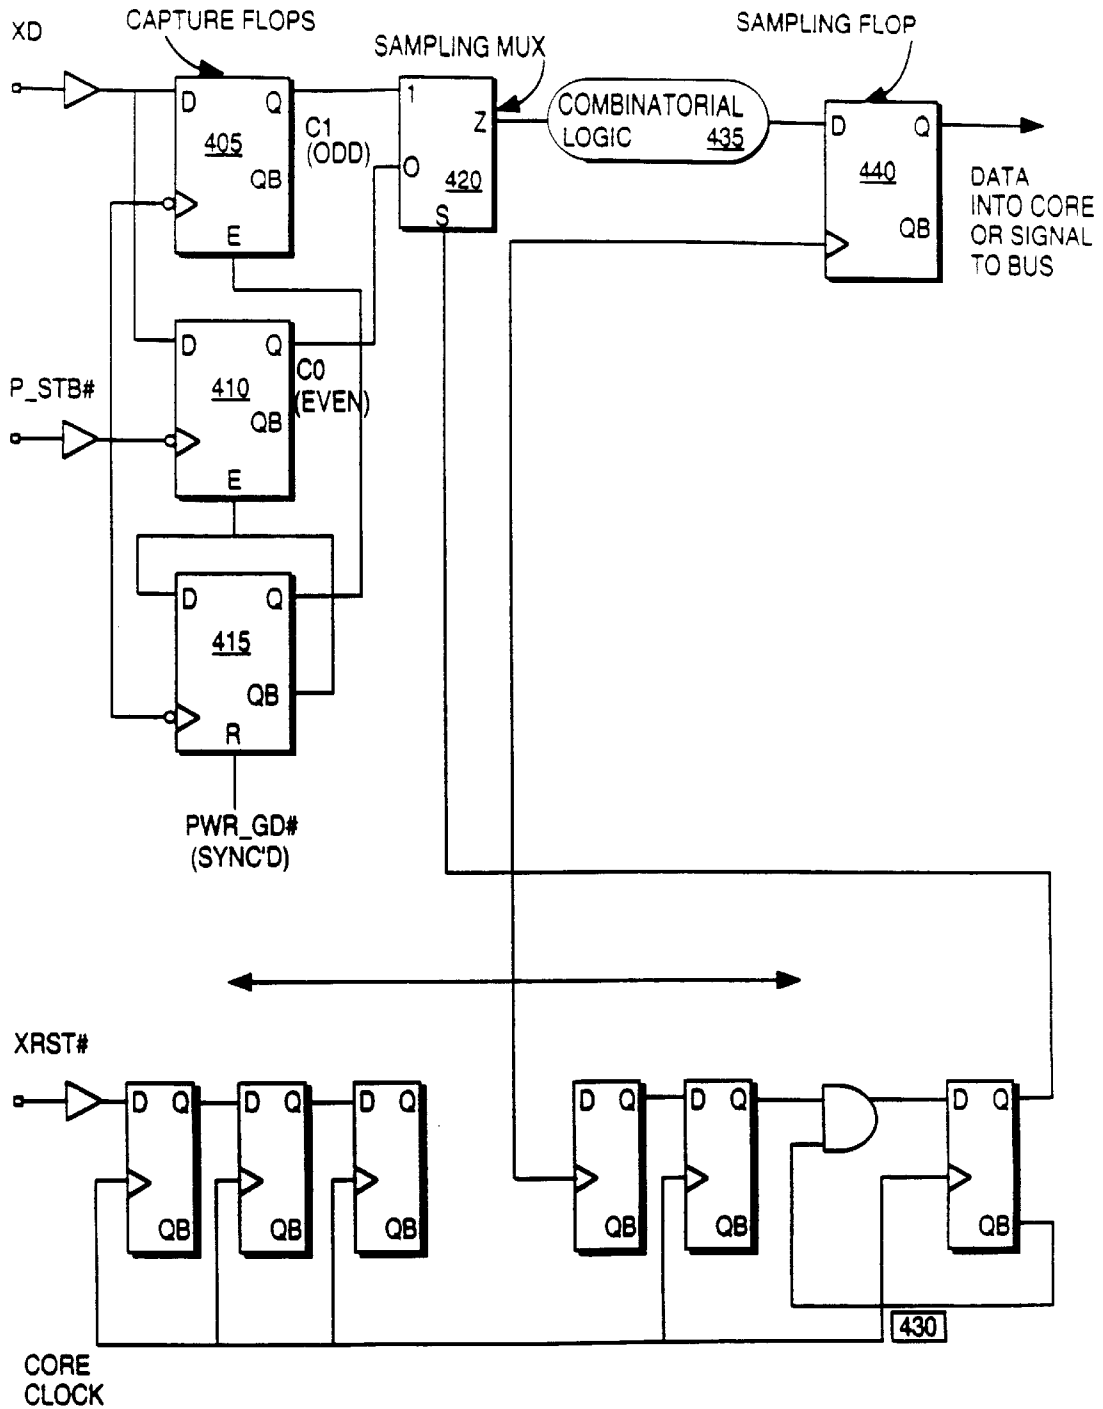 XD
CAPTURE FLOPS
SAMPLING MUX
SAMPLING FLOP
D Q
405
QB
E
C1
(ODD)
1
Z
O
420
S
COMBINATORIAL
LOGIC 435
D Q
440
QB
DATA
INTO CORE
OR SIGNAL
TO BUS
P_STB#
D Q
410
QB
E
C0
(EVEN)
D Q
415
QB
R
PWR_GD#
(SYNC'D)
XRST#
D Q
QB
D Q
QB
D Q
QB
D Q
QB
D Q
QB
D Q
QB
430
CORE
CLOCK